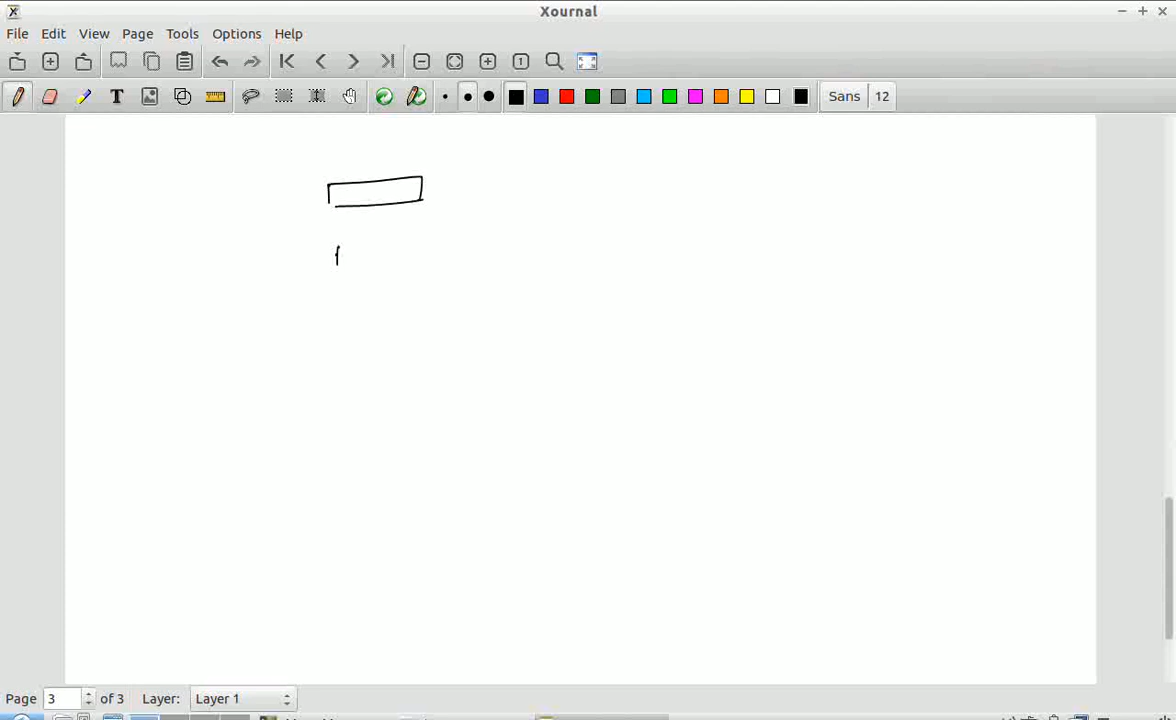 Xournal
File Edit View Page Tools Options Help
T Sans 12
Page 3 of 3 Layer: Layer 1